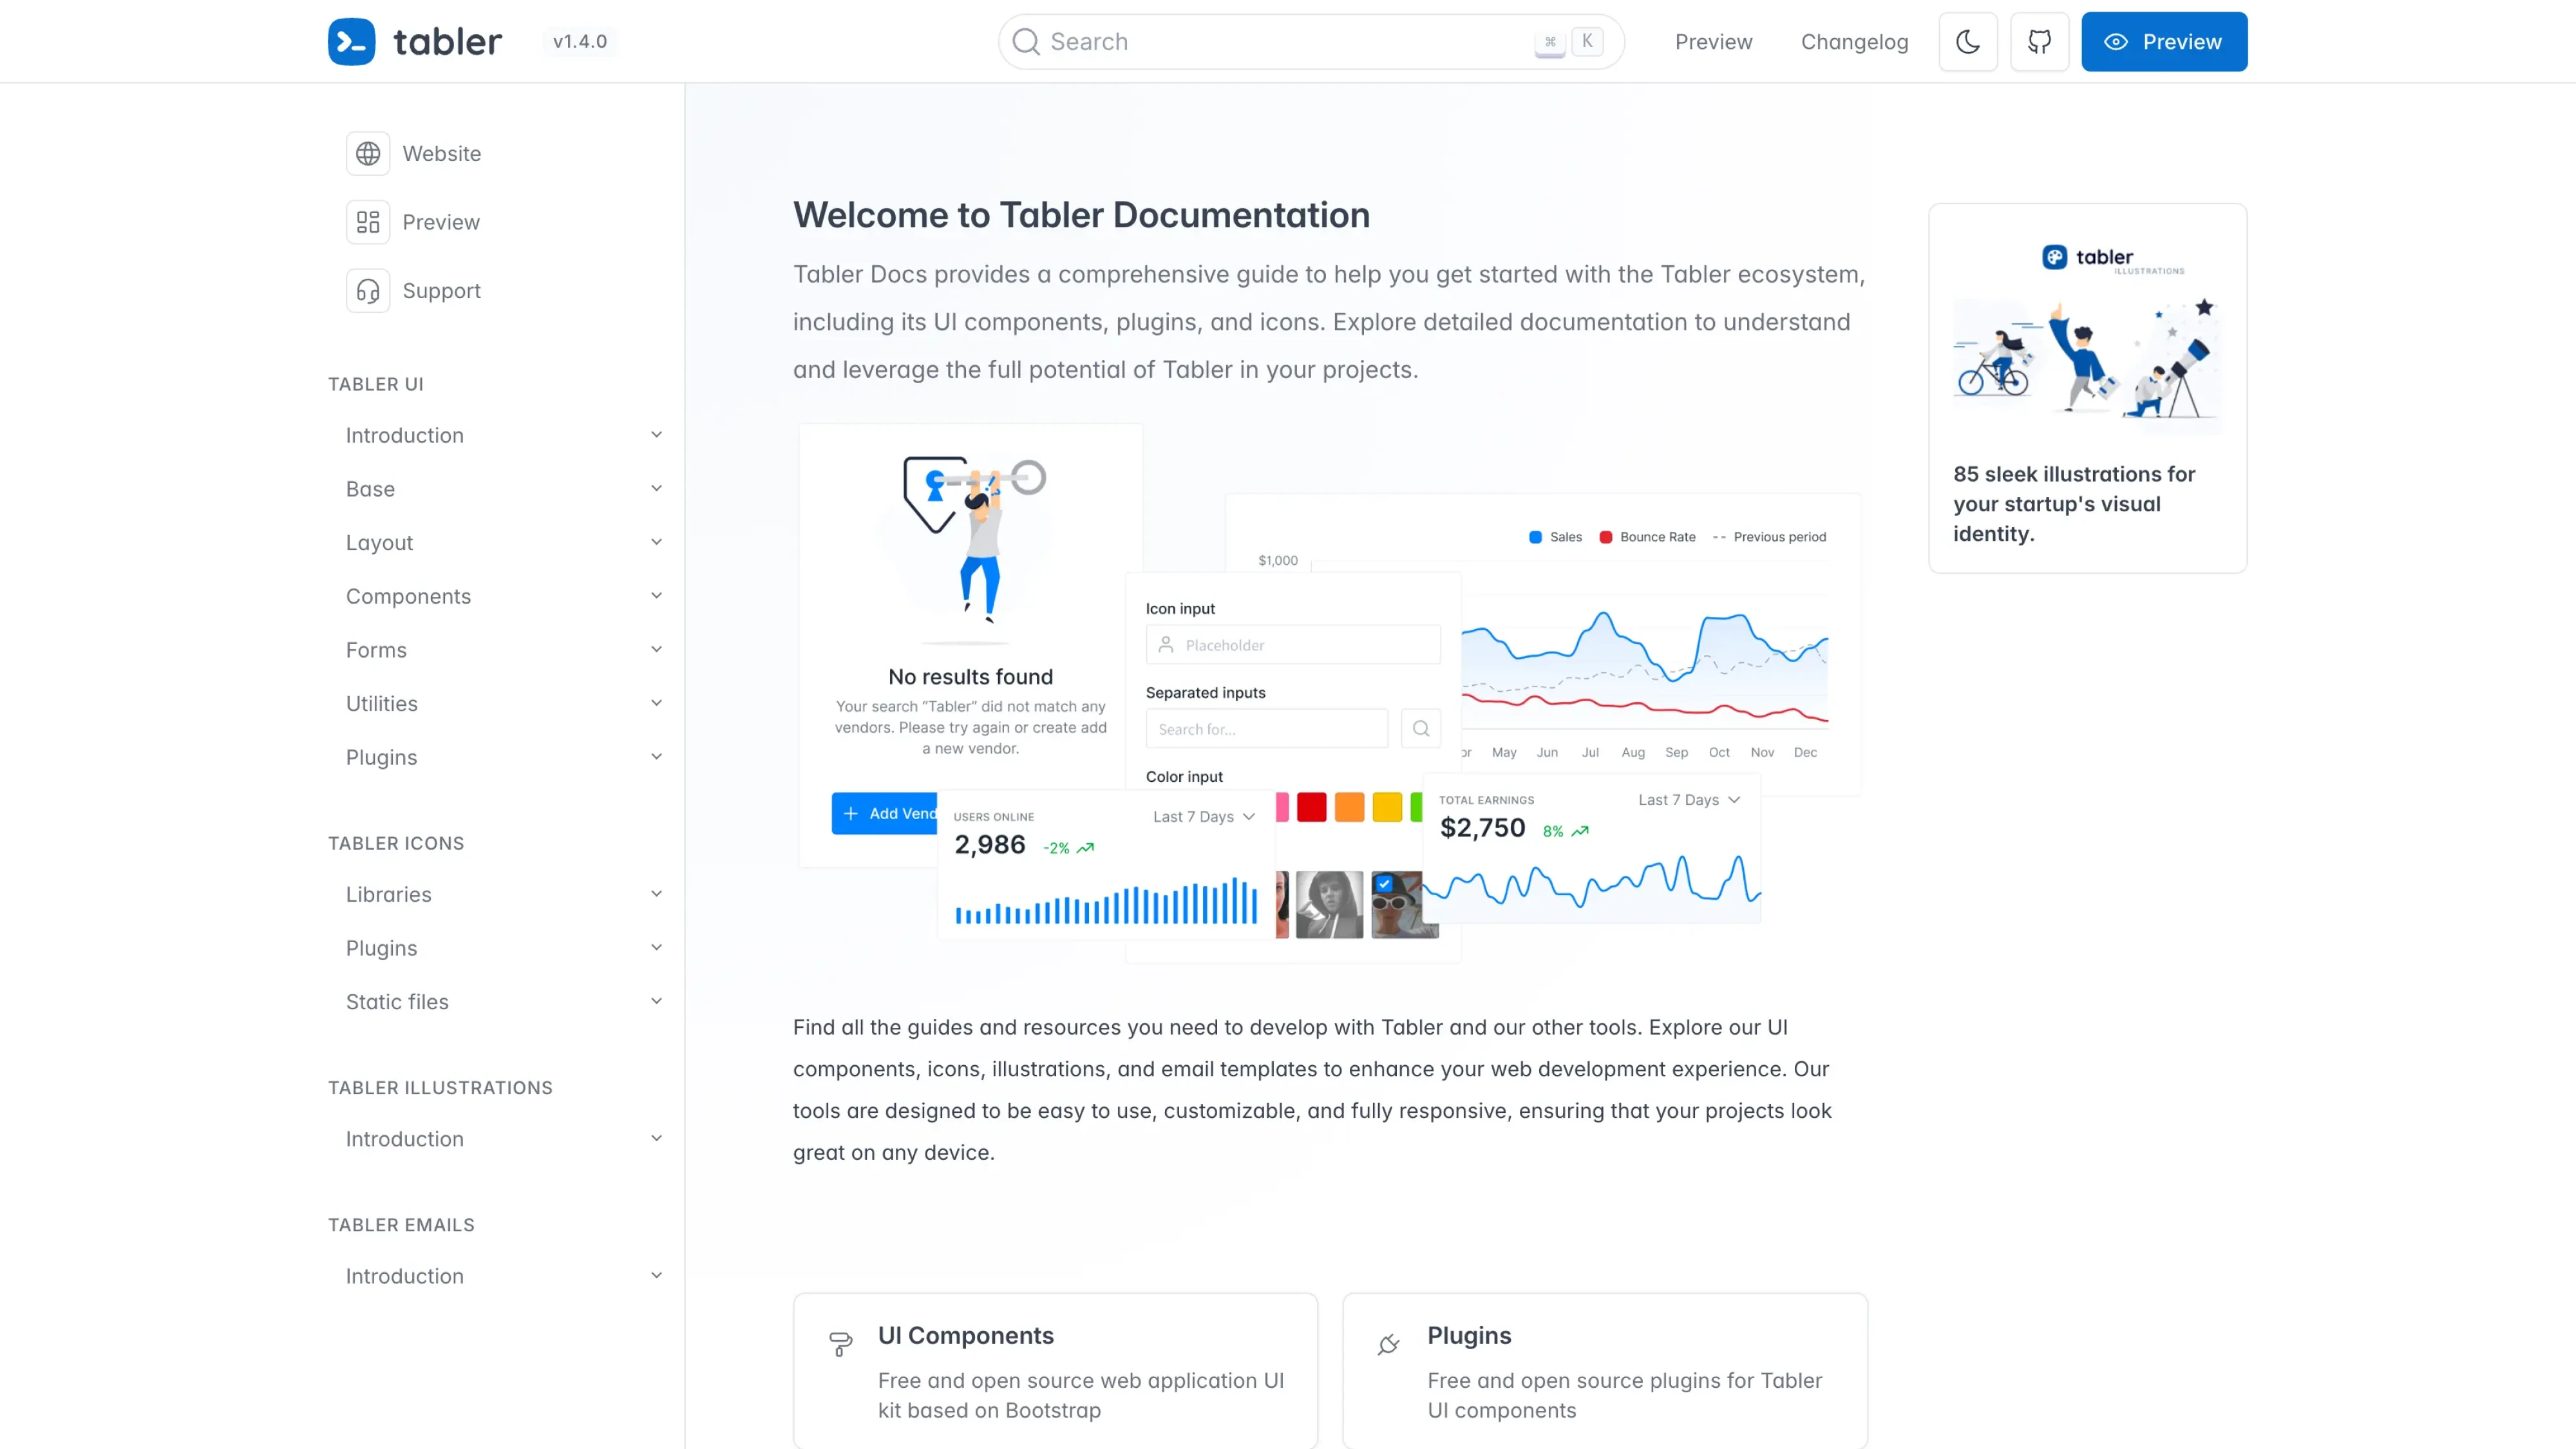 tabler
v1.4.0
Search
⌘ K
Preview
Changelog
Preview
Website
Preview
Support
TABLER UI
Introduction
Base
Layout
Components
Forms
Utilities
Plugins
TABLER ICONS
Libraries
Plugins
Static files
TABLER ILLUSTRATIONS
Introduction
TABLER EMAILS
Introduction
Welcome to Tabler Documentation
Tabler Docs provides a comprehensive guide to help you get started with the Tabler ecosystem,
including its UI components, plugins, and icons. Explore detailed documentation to understand
and leverage the full potential of Tabler in your projects.
No results found
Your search “Tabler” did not match any
vendors. Please try again or create add
a new vendor.
Add Vend
Sales
Bounce Rate
Previous period
$1,000
Icon input
Placeholder
Separated inputs
Search for...
Color input
or May Jun Jul Aug Sep Oct Nov Dec
USERS ONLINE
Last 7 Days
2,986
-2%
TOTAL EARNINGS
Last 7 Days
$2,750
8%
Find all the guides and resources you need to develop with Tabler and our other tools. Explore our UI
components, icons, illustrations, and email templates to enhance your web development experience. Our
tools are designed to be easy to use, customizable, and fully responsive, ensuring that your projects look
great on any device.
UI Components
Free and open source web application UI
kit based on Bootstrap
Plugins
Free and open source plugins for Tabler
UI components
tabler
ILLUSTRATIONS
85 sleek illustrations for
your startup's visual
identity.